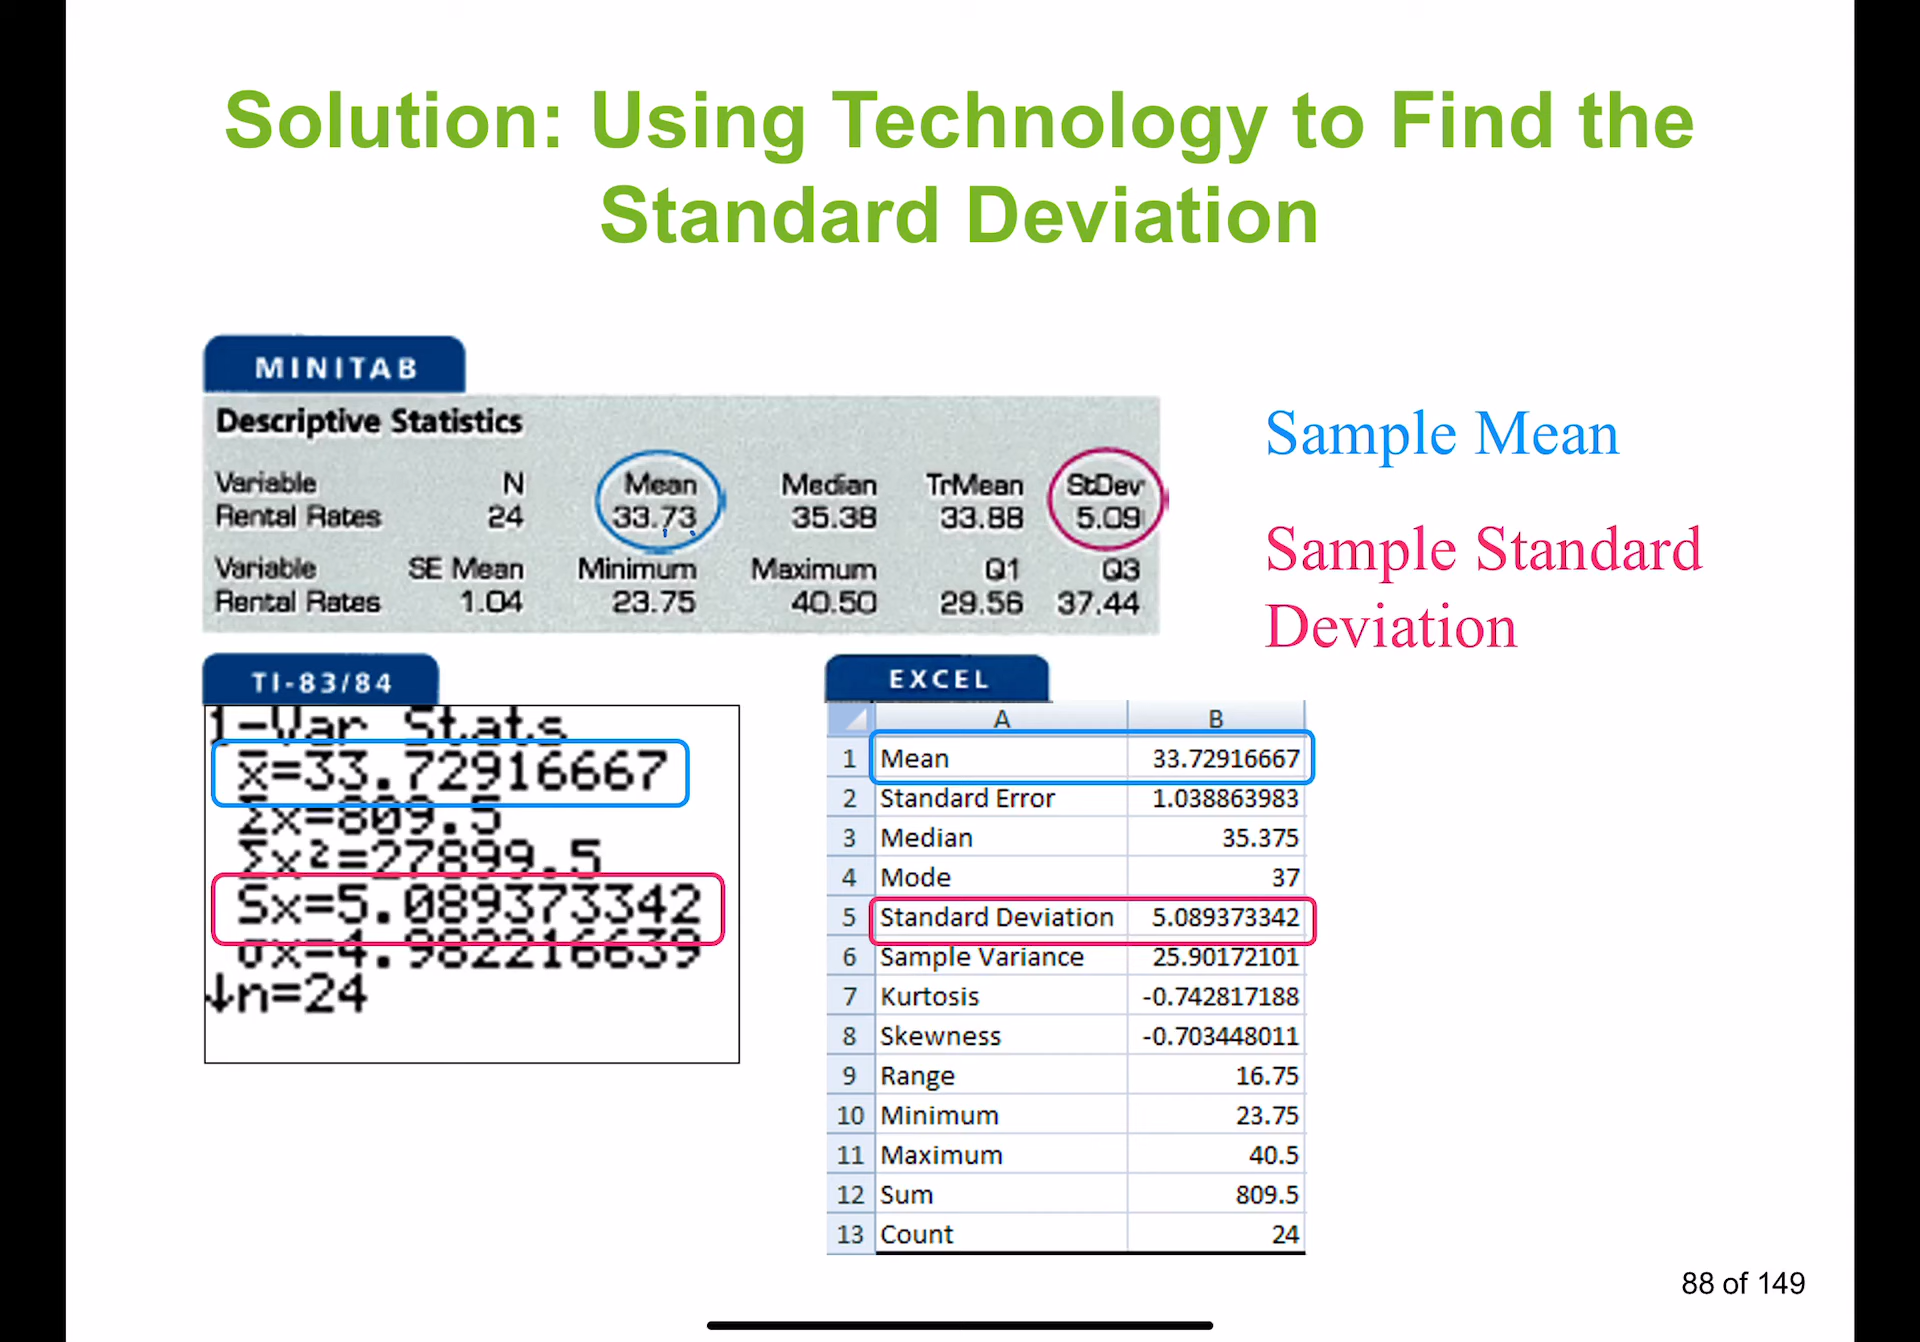 Solution: Using Technology to Find the
Standard Deviation
MINITAB
Descriptive Statistics
Variable N Mean Median TrMean StDev
Rental Rates 24 33.73 35.38 33.88 5.09
Variable SE Mean Minimum Maximum Q1 Q3
Rental Rates 1.04 23.75 40.50 29.56 37.44
Sample Mean
Sample Standard
Deviation
TI-83/84
1-Var Stats
x̄=33.72916667
Σx=809.5
Σx²=27899.5
Sx=5.089373342
σx=4.982216639
↓n=24
EXCEL
A B
1 Mean 33.72916667
2 Standard Error 1.038863983
3 Median 35.375
4 Mode 37
5 Standard Deviation 5.089373342
6 Sample Variance 25.90172101
7 Kurtosis -0.742817188
8 Skewness -0.703448011
9 Range 16.75
10 Minimum 23.75
11 Maximum 40.5
12 Sum 809.5
13 Count 24
88 of 149